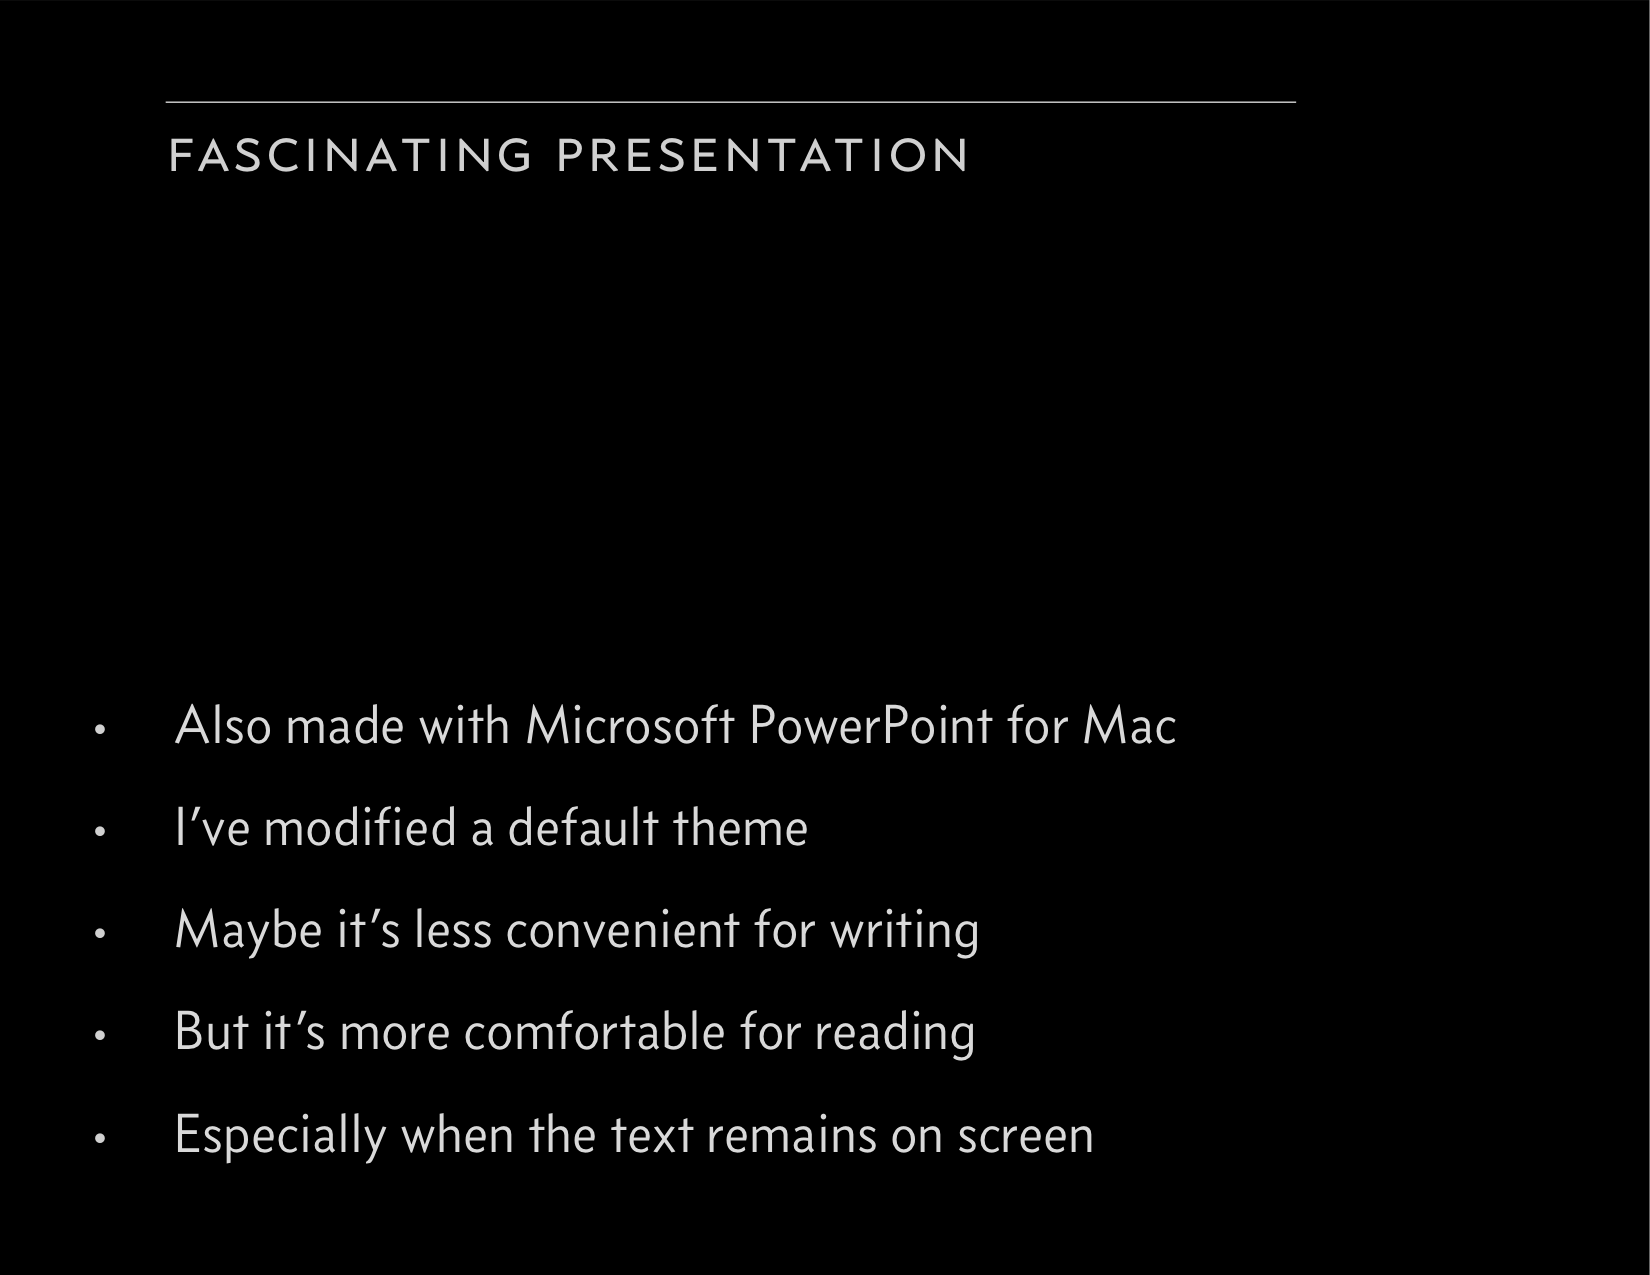 FASCINATING PRESENTATION
• Also made with Microsoft PowerPoint for Mac
• I’ve modified a default theme
• Maybe it’s less convenient for writing
• But it’s more comfortable for reading
• Especially when the text remains on screen